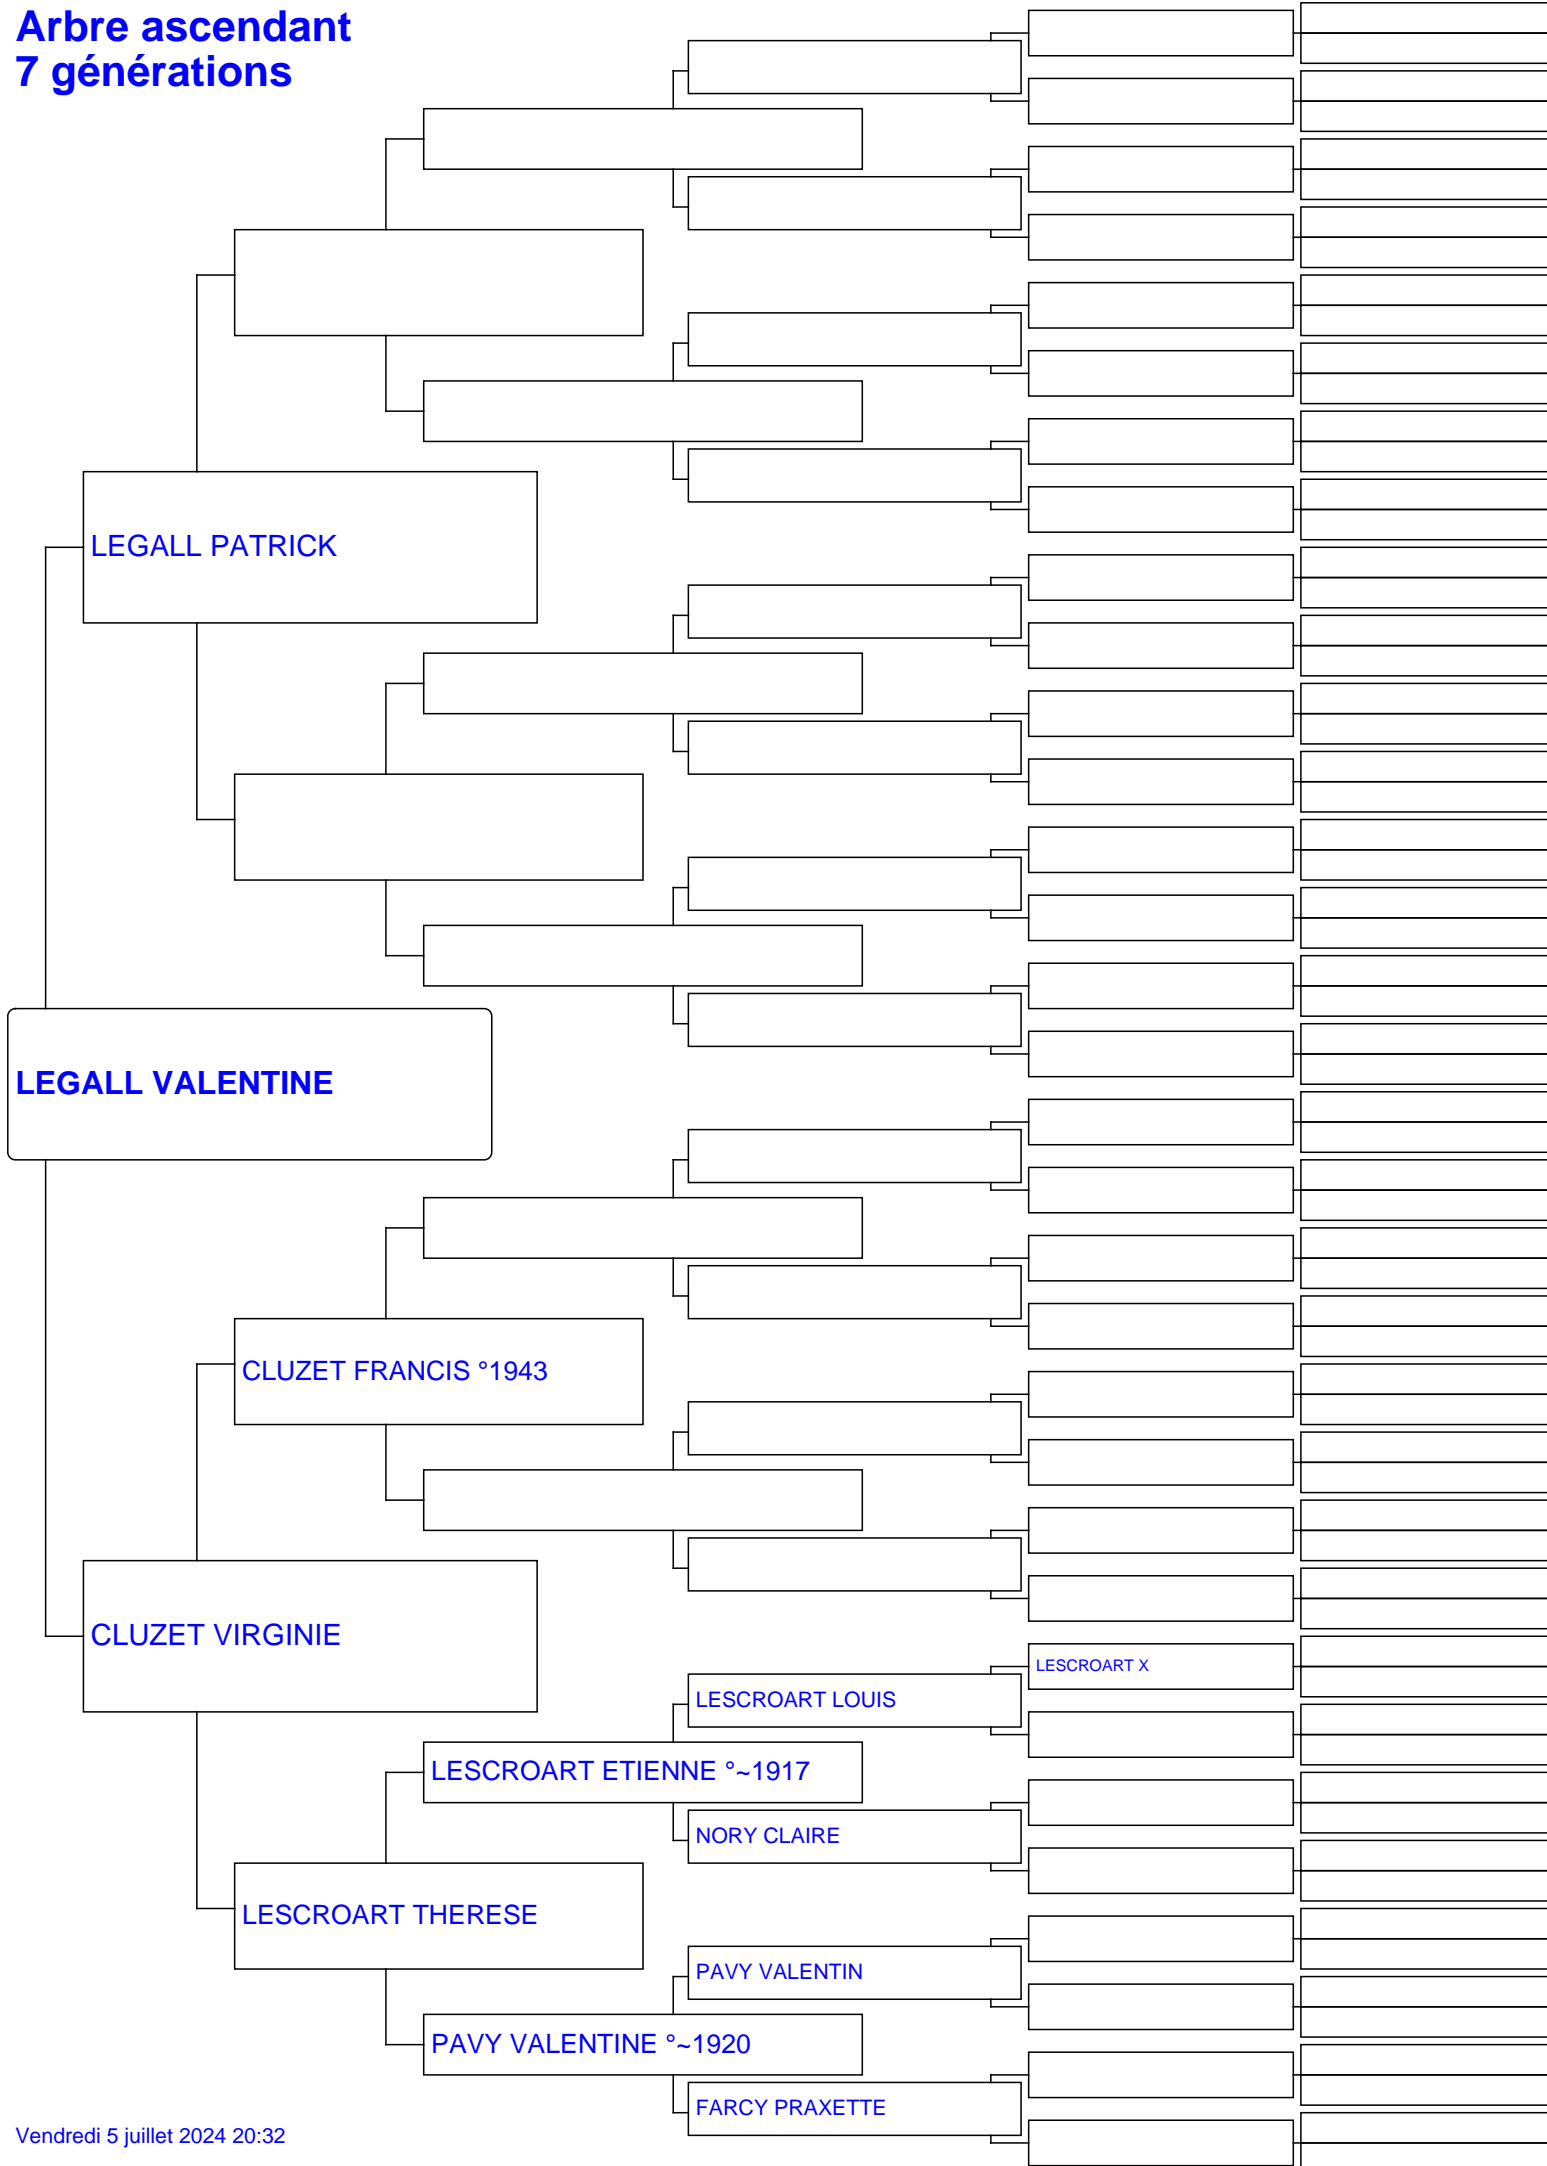 Arbre ascendant
7 générations
LEGALL PATRICK
LEGALL VALENTINE
CLUZET FRANCIS °1943
CLUZET VIRGINIE
LESCROART X
LESCROART LOUIS
LESCROART ETIENNE °~1917
NORY CLAIRE
LESCROART THERESE
PAVY VALENTIN
PAVY VALENTINE °~1920
FARCY PRAXETTE
Vendredi 5 juillet 2024 20:32